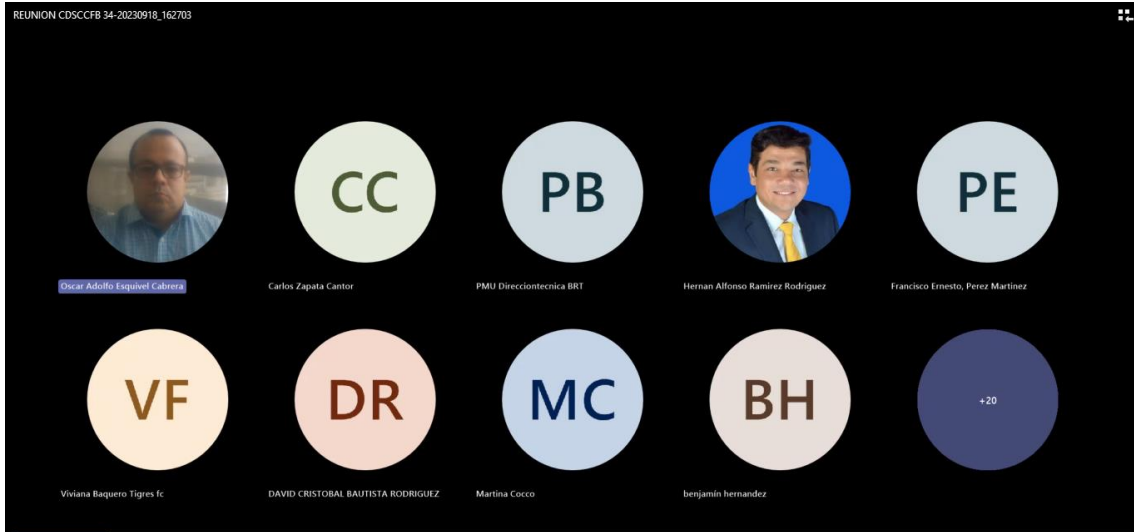 REUNION CDSCCFB 34-20230918_162703
CC
PB
PE
Oscar Adolfo Esquivel Cabrera
Carlos Zapata Cantor
PMU Direcciontecnica BRT
Hernan Alfonso Ramirez Rodriguez
Francisco Ernesto, Perez Martinez
VF
DR
MC
BH
+20
Viviana Baquero Tigres fc
DAVID CRISTOBAL BAUTISTA RODRIGUEZ
Martina Cocco
benjamín hernandez